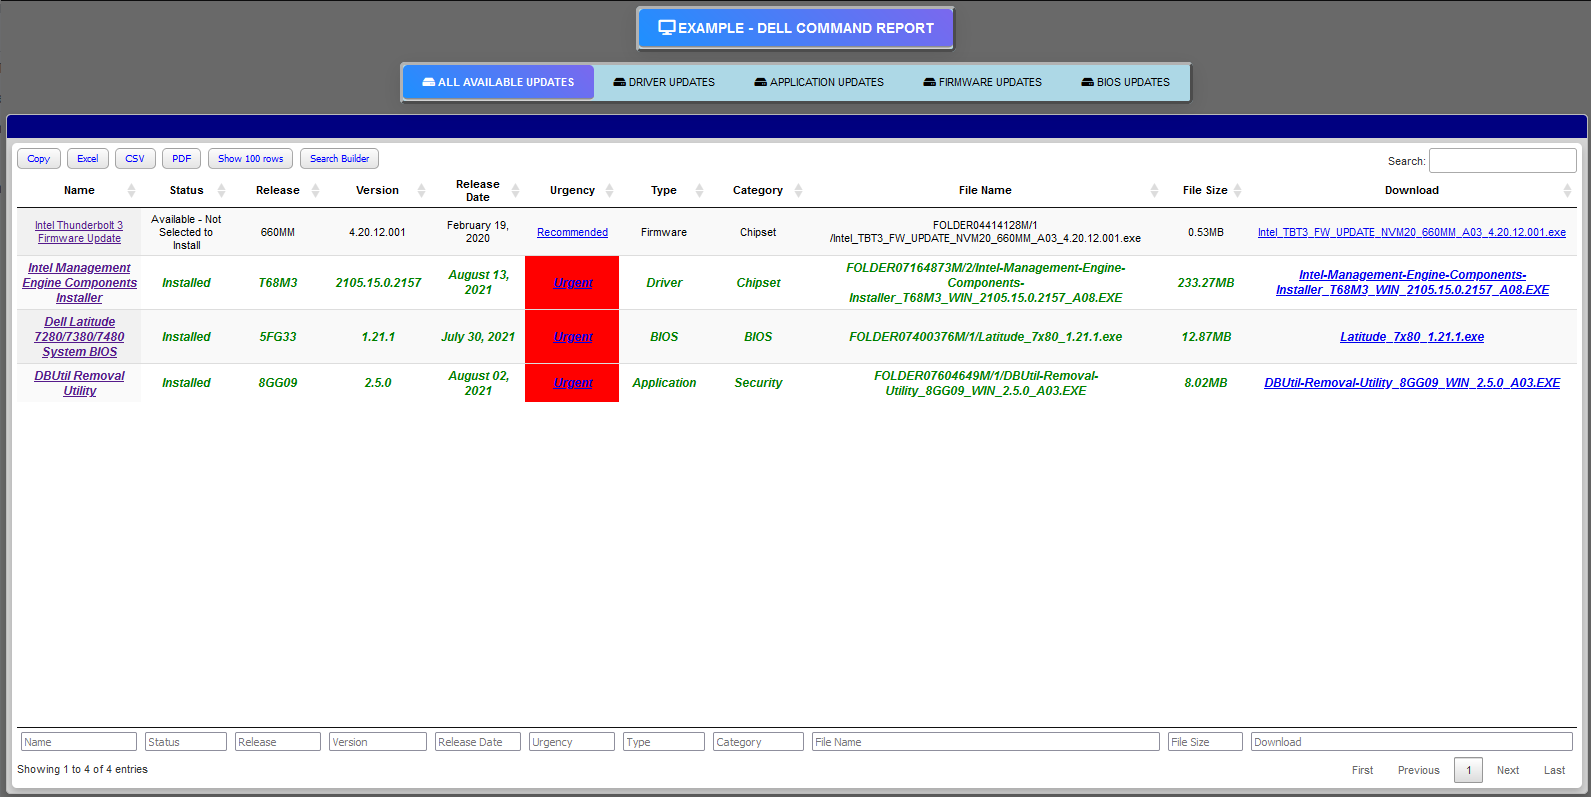 EXAMPLE - DELL COMMAND REPORT
ALL AVAILABLE UPDATES DRIVER UPDATES APPLICATION UPDATES FIRMWARE UPDATES BIOS UPDATES
Copy Excel CSV PDF Show 100 rows Search Builder Search:
Name Status Release Version Release Date Urgency Type Category File Name File Size Download
Intel Thunderbolt 3
Firmware Update
Available - Not
Selected to
Install
660MM
4.20.12.001
February 19,
2020
Recommended
Firmware
Chipset
FOLDER04414128M/1
/Intel_TBT3_FW_UPDATE_NVM20_660MM_A03_4.20.12.001.exe
0.53MB
Intel_TBT3_FW_UPDATE_NVM20_660MM_A03_4.20.12.001.exe
Intel Management
Engine Components
Installer
Installed
T68M3
2105.15.0.2157
August 13,
2021
Urgent
Driver
Chipset
FOLDER07164873M/2/Intel-Management-Engine-
Components-
Installer_T68M3_WIN_2105.15.0.2157_A08.EXE
233.27MB
Intel-Management-Engine-Components-
Installer_T68M3_WIN_2105.15.0.2157_A08.EXE
Dell Latitude
7280/7380/7480
System BIOS
Installed
5FG33
1.21.1
July 30, 2021
Urgent
BIOS
BIOS
FOLDER07400376M/1/Latitude_7x80_1.21.1.exe
12.87MB
Latitude_7x80_1.21.1.exe
DBUtil Removal
Utility
Installed
8GG09
2.5.0
August 02,
2021
Urgent
Application
Security
FOLDER07604649M/1/DBUtil-Removal-
Utility_8GG09_WIN_2.5.0_A03.EXE
8.02MB
DBUtil-Removal-Utility_8GG09_WIN_2.5.0_A03.EXE
Name Status Release Version Release Date Urgency Type Category File Name File Size Download
Showing 1 to 4 of 4 entries First Previous 1 Next Last